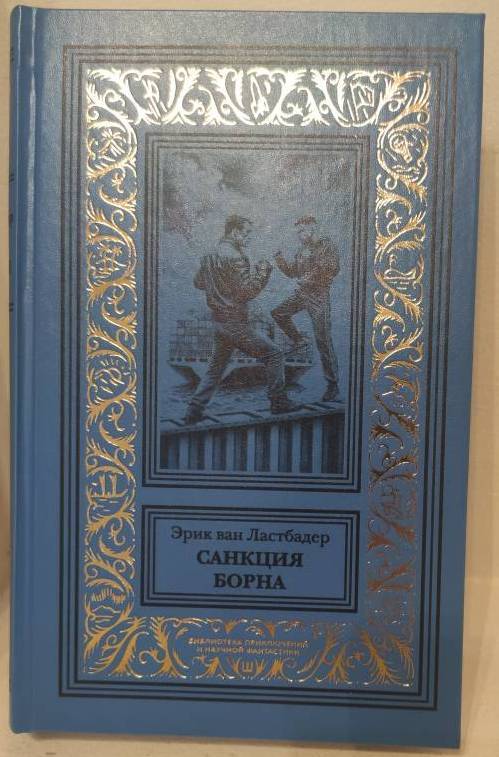 Эрик ван Ластбадер
САНКЦИЯ
БОРНА
БИБЛИОТЕКА ПРИКЛЮЧЕНИЙ
И НАУЧНОЙ ФАНТАСТИКИ
Ш